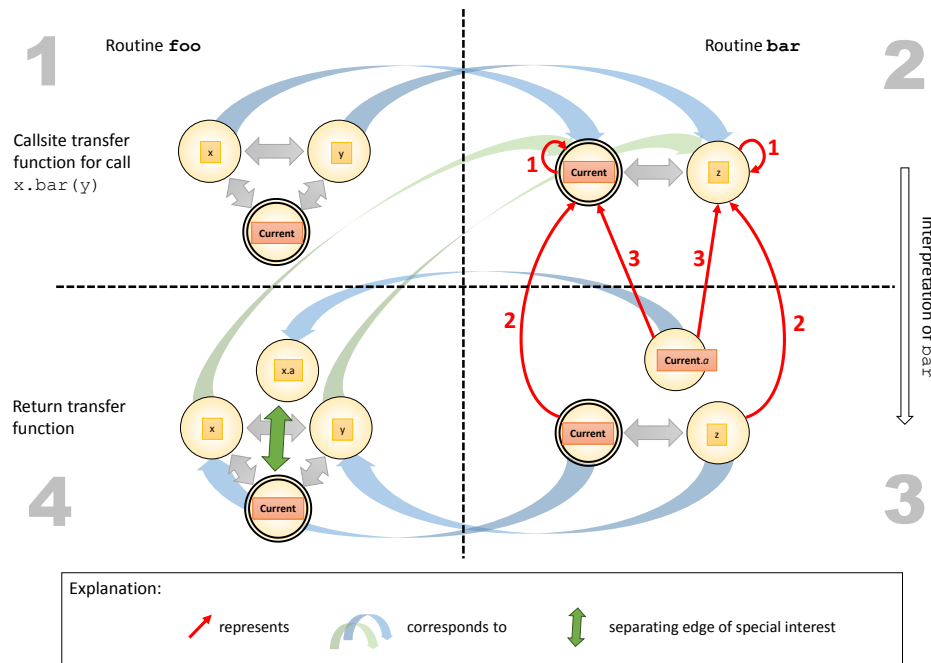 1
Routine foo
Routine bar
2
Callsite transfer
function for call
x.bar(y)
x
y
Current
1
Current
z
1
3
3
2
2
Interpretation of bar
Current.a
x.a
Return transfer
function
x
y
Current
Current
z
4
3
Explanation:
represents
corresponds to
separating edge of special interest